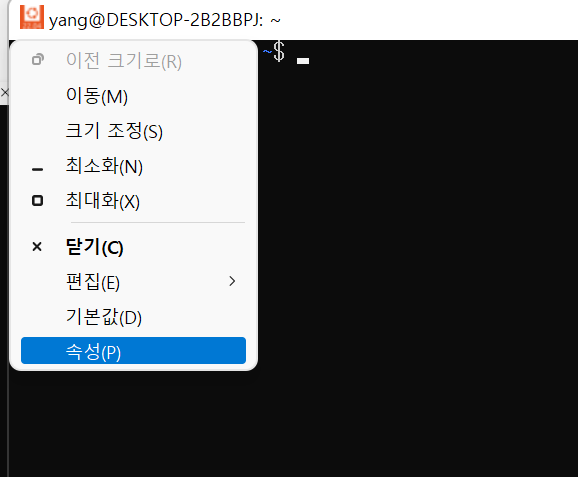 yang@DESKTOP-2B2BBPJ: ~
~$
이전 크기로(R)
이동(M)
크기 조정(S)
최소화(N)
최대화(X)
닫기(C)
편집(E)
기본값(D)
속성(P)